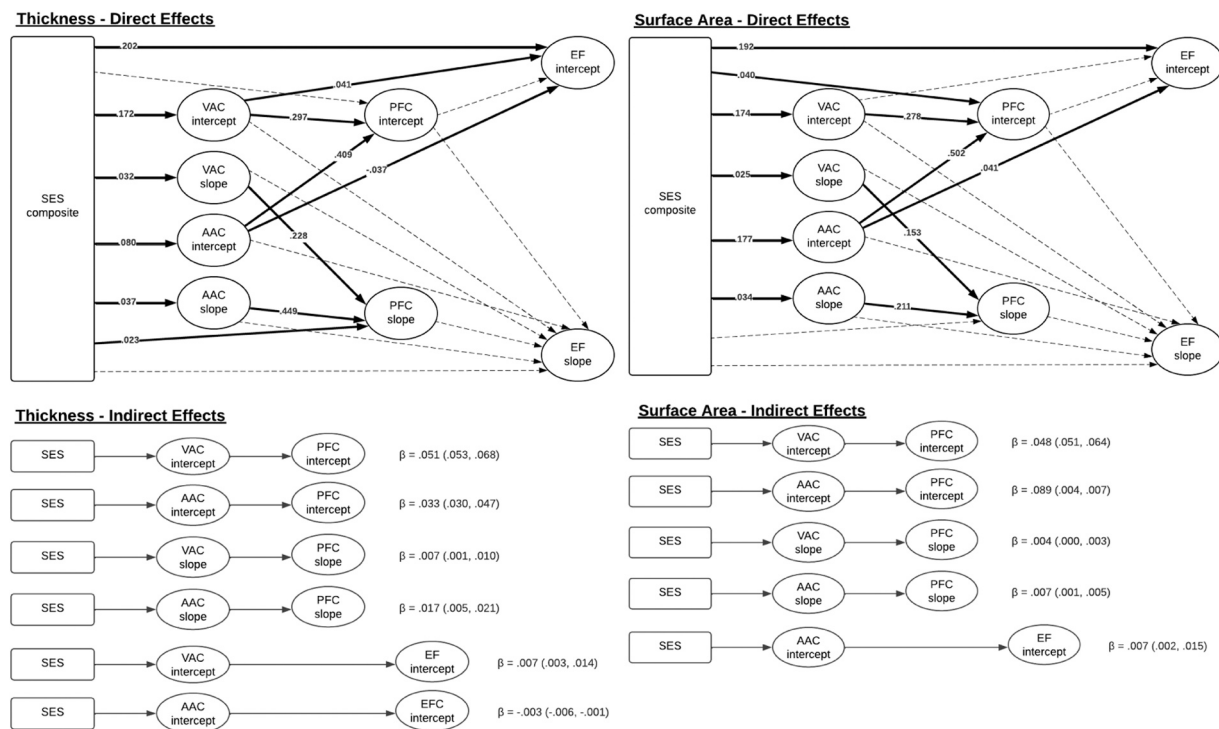 Thickness - Direct Effects
.202
EF
intercept
.041
.172
VAC
intercept
.297
PFC
intercept
.409
-.037
.032
VAC
slope
SES
composite
.080
AAC
intercept
.228
.037
AAC
slope
.449
PFC
slope
.023
EF
slope
Surface Area - Direct Effects
.192
EF
intercept
.040
.174
VAC
intercept
.278
PFC
intercept
.502
.041
.025
VAC
slope
SES
composite
.177
AAC
intercept
.153
.034
AAC
slope
.211
PFC
slope
EF
slope
Thickness - Indirect Effects
SES
VAC
intercept
PFC
intercept
β = .051 (.053, .068)
SES
AAC
intercept
PFC
intercept
β = .033 (.030, .047)
SES
VAC
slope
PFC
slope
β = .007 (.001, .010)
SES
AAC
slope
PFC
slope
β = .017 (.005, .021)
SES
VAC
intercept
EF
intercept
β = .007 (.003, .014)
SES
AAC
intercept
EFC
intercept
β = -.003 (-.006, -.001)
Surface Area - Indirect Effects
SES
VAC
intercept
PFC
intercept
β = .048 (.051, .064)
SES
AAC
intercept
PFC
intercept
β = .089 (.004, .007)
SES
VAC
slope
PFC
slope
β = .004 (.000, .003)
SES
AAC
slope
PFC
slope
β = .007 (.001, .005)
SES
AAC
intercept
EF
intercept
β = .007 (.002, .015)